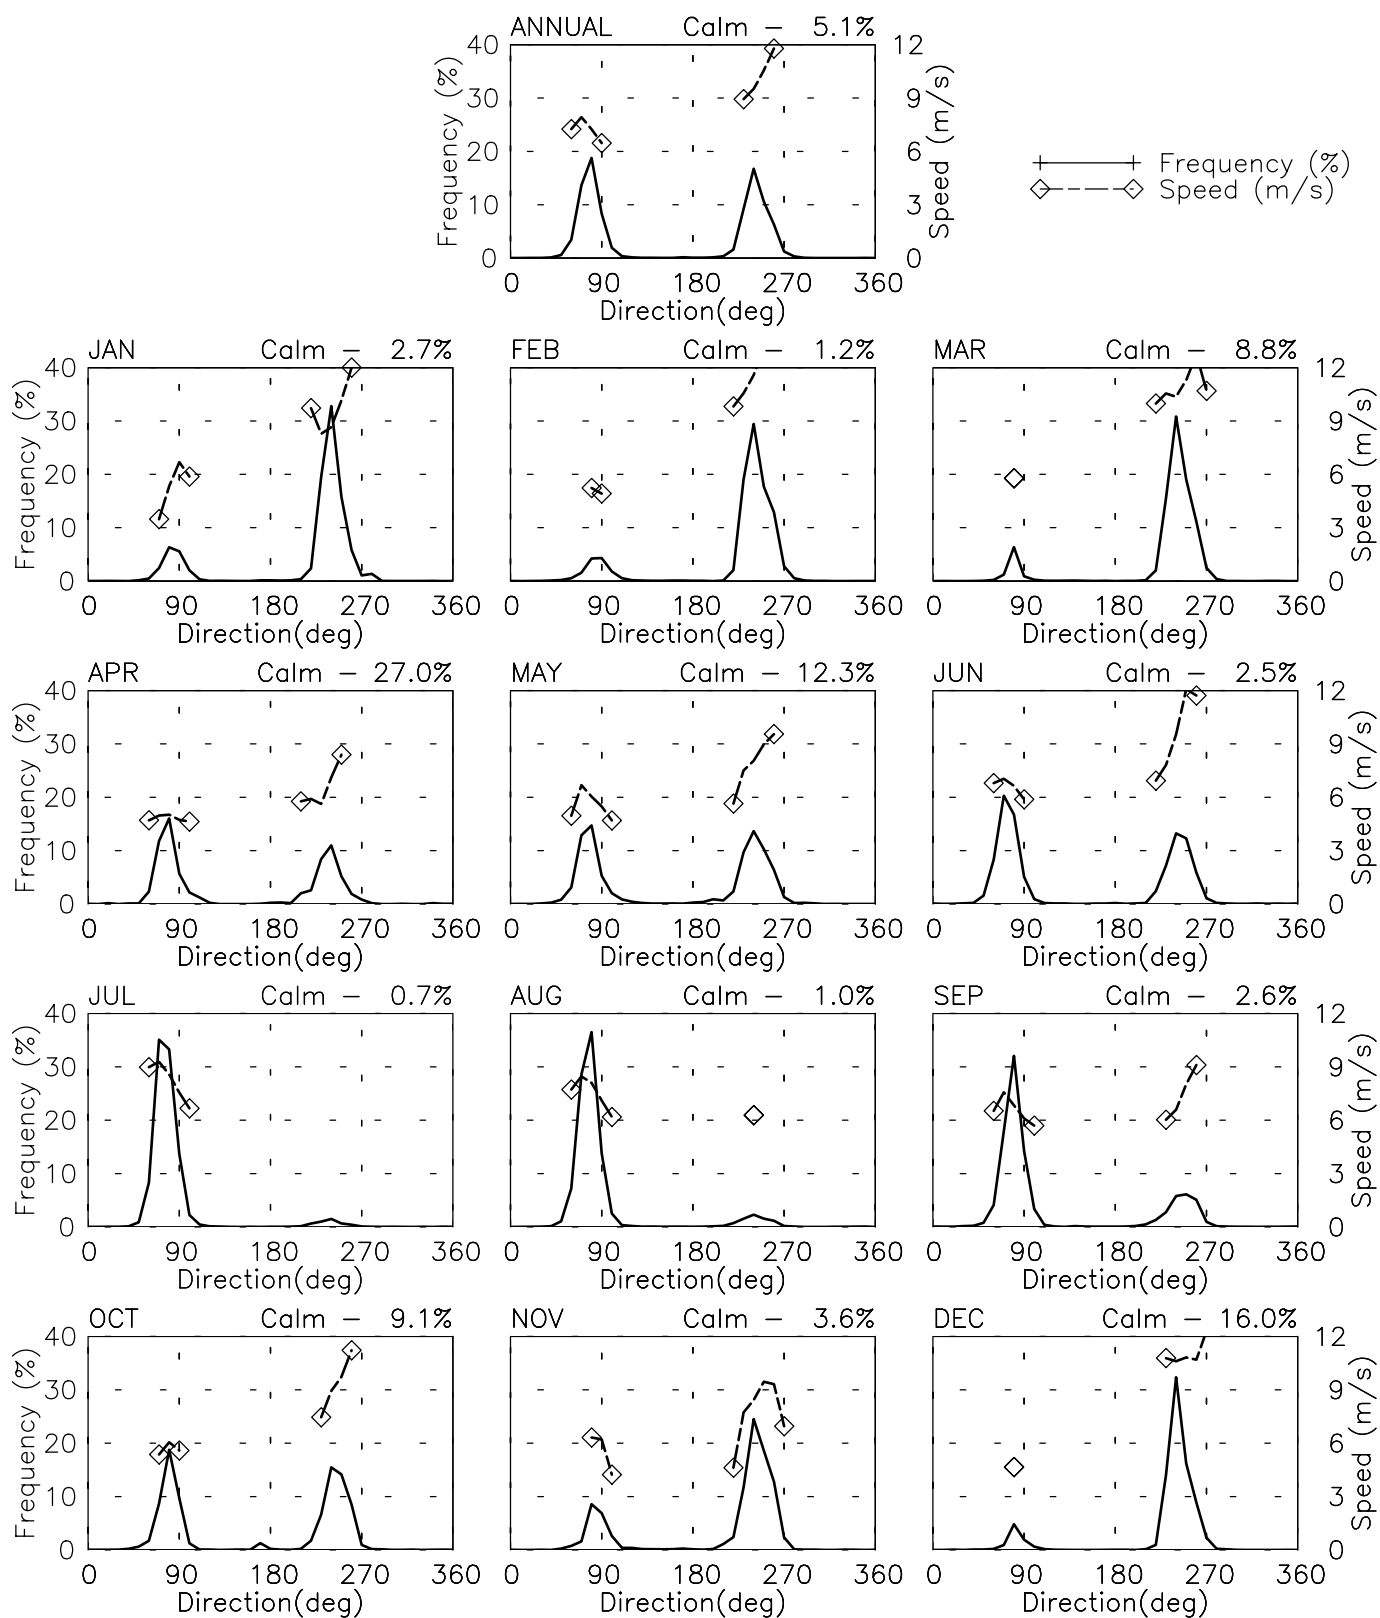 ANNUAL Calm – 5.1%
40 12
30 9
20 6
10 3
0 0
0 90 180 270 360
Direction(deg)
Frequency (%)
Speed (m/s)
Frequency (%)
Speed (m/s)
JAN Calm – 2.7%
FEB Calm – 1.2%
MAR Calm – 8.8%
40 12
30 9
20 6
10 3
0 0
Frequency (%)
Speed (m/s)
0 90 180 270 360 0 90 180 270 360 0 90 180 270 360
Direction(deg) Direction(deg) Direction(deg)
APR Calm – 27.0%
MAY Calm – 12.3%
JUN Calm – 2.5%
40 12
30 9
20 6
10 3
0 0
Frequency (%)
Speed (m/s)
0 90 180 270 360 0 90 180 270 360 0 90 180 270 360
Direction(deg) Direction(deg) Direction(deg)
JUL Calm – 0.7%
AUG Calm – 1.0%
SEP Calm – 2.6%
40 12
30 9
20 6
10 3
0 0
Frequency (%)
Speed (m/s)
0 90 180 270 360 0 90 180 270 360 0 90 180 270 360
Direction(deg) Direction(deg) Direction(deg)
OCT Calm – 9.1%
NOV Calm – 3.6%
DEC Calm – 16.0%
40 12
30 9
20 6
10 3
0 0
Frequency (%)
Speed (m/s)
0 90 180 270 360 0 90 180 270 360 0 90 180 270 360
Direction(deg) Direction(deg) Direction(deg)